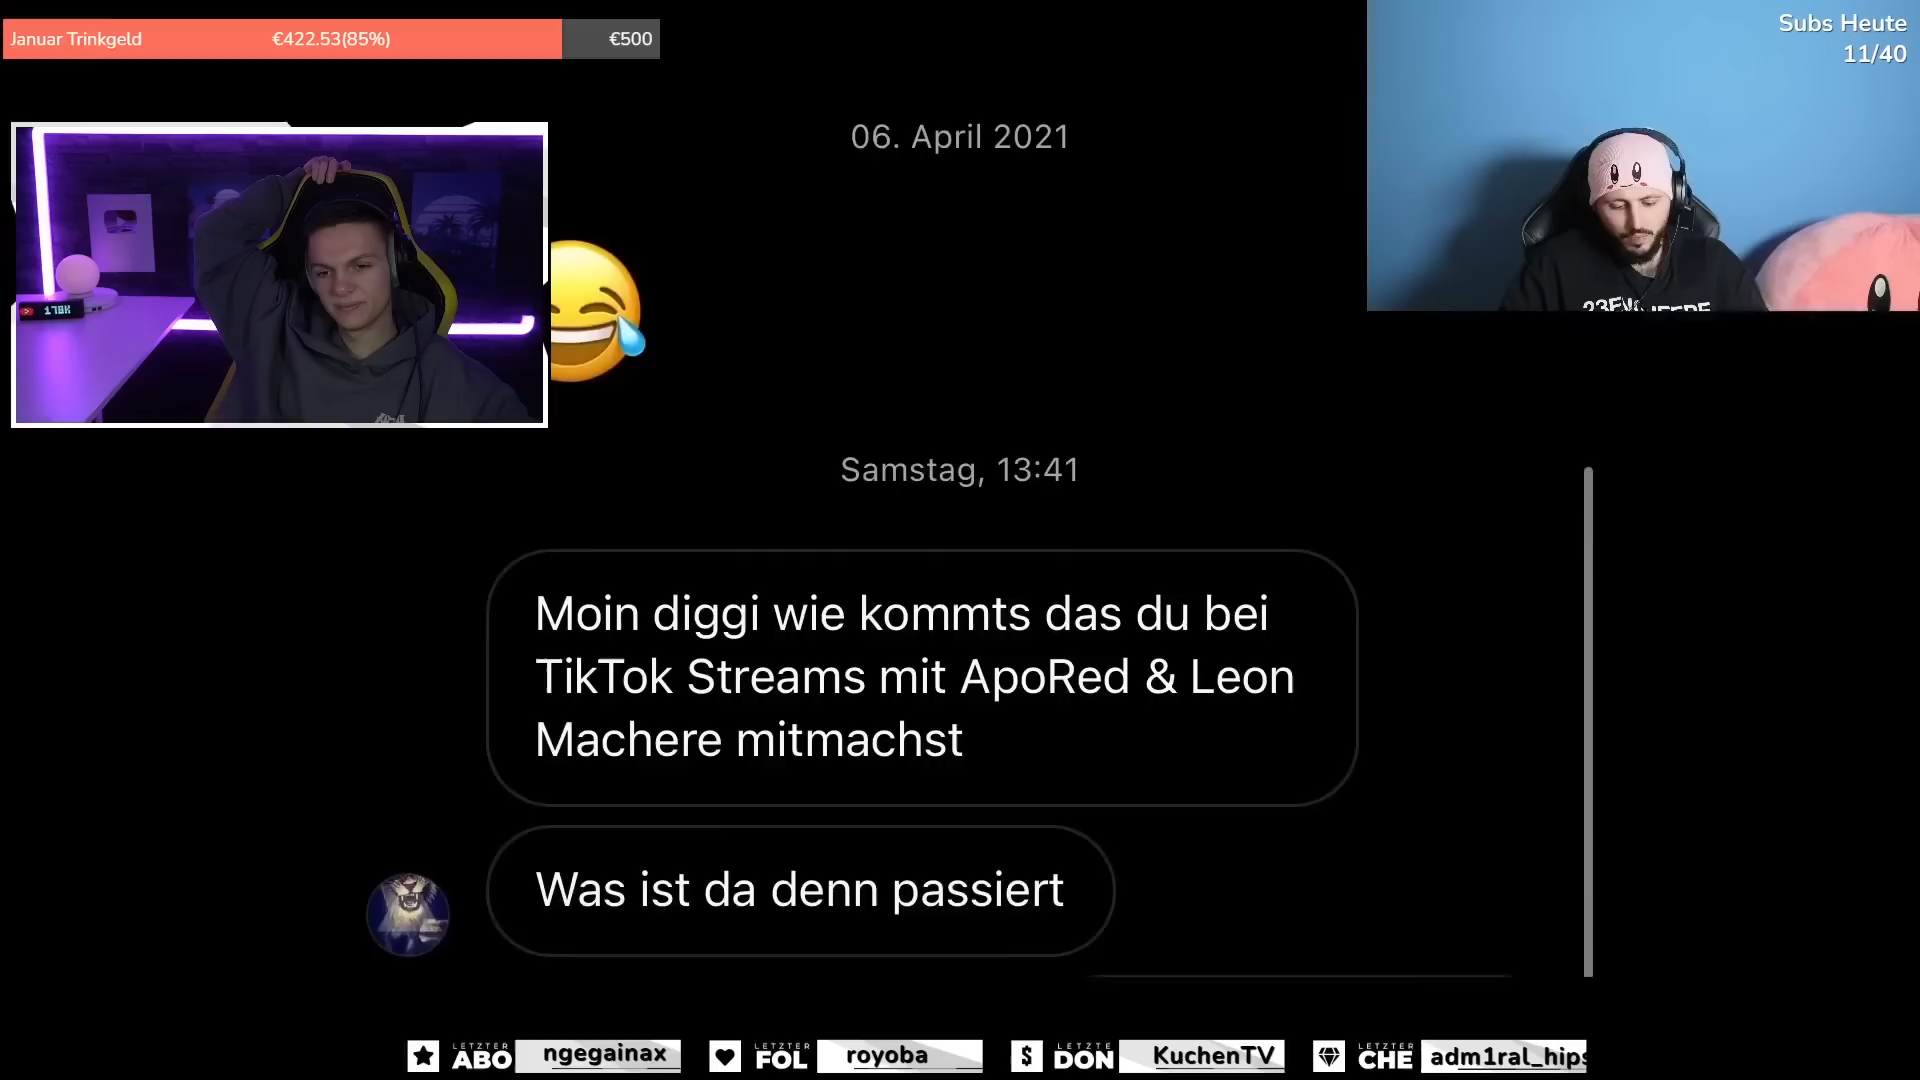 Januar Trinkgeld €422.53(85%) €500
Subs Heute
11/40
06. April 2021
178K
Samstag, 13:41
Moin diggi wie kommts das du bei
TikTok Streams mit ApoRed & Leon
Machere mitmachst
Was ist da denn passiert
LETZTER ABO ngegainax
LETZTER FOL royoba
LETZTE DON KuchenTV
LETZTER CHE adm1ral_hips